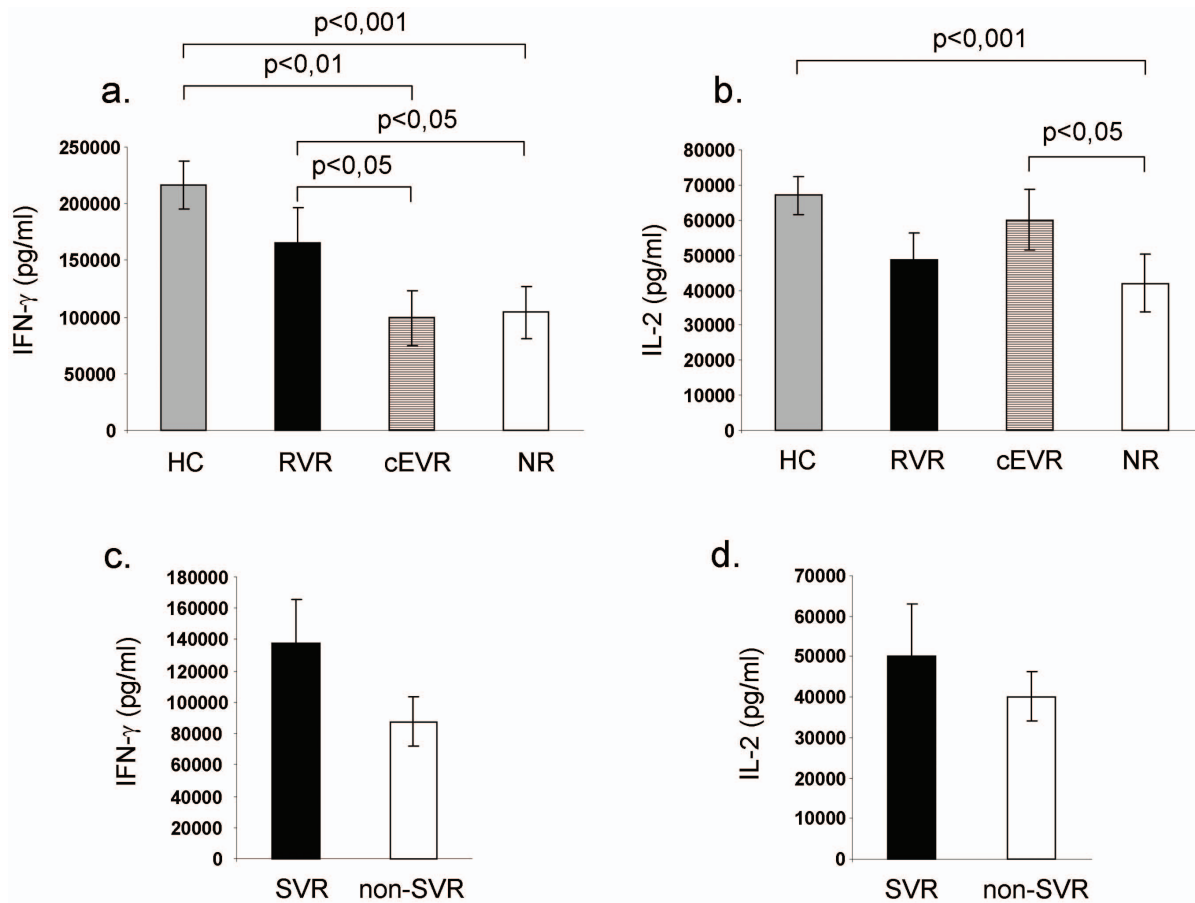 p<0,001
p<0,01
a.
p<0,05
p<0,05
250000
200000
150000
100000
50000
0
IFN-γ (pg/ml)
HC RVR cEVR NR
p<0,001
b.
p<0,05
80000
70000
60000
50000
40000
30000
20000
10000
0
IL-2 (pg/ml)
HC RVR cEVR NR
c.
180000
160000
140000
120000
100000
80000
60000
40000
20000
0
IFN-γ (pg/ml)
SVR non-SVR
d.
70000
60000
50000
40000
30000
20000
10000
0
IL-2 (pg/ml)
SVR non-SVR